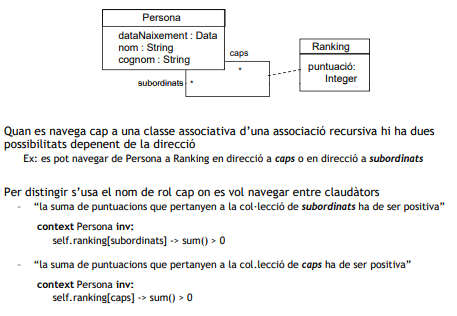 Persona
dataNaixement : Data
nom : String
cognom : String
caps
*
Ranking
puntuació:
Integer
subordinats
*
Quan es navega cap a una classe associativa d'una associació recursiva hi ha dues
possibilitats depenent de la direcció
Ex: es pot navegar de Persona a Ranking en direcció a caps o en direcció a subordinats
Per distingir s'usa el nom de rol cap on es vol navegar entre claudàtors
- "la suma de puntuacions que pertanyen a la col·lecció de subordinats ha de ser positiva"
context Persona inv:
self.ranking[subordinats] -> sum() > 0
- "la suma de puntuacions que pertanyen a la col.lecció de caps ha de ser positiva"
context Persona inv:
self.ranking[caps] -> sum() > 0